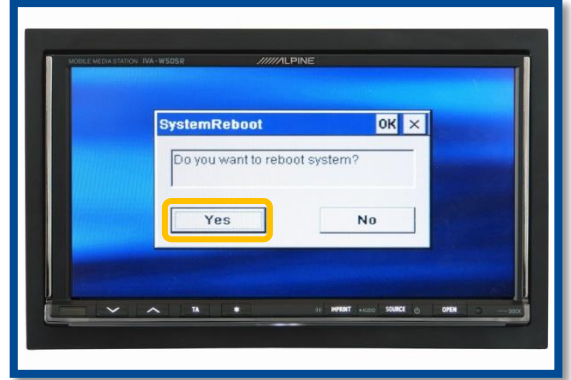 MOBILE MEDIA STATION IVA-W505R
ALPINE
SystemReboot OK ×
Do you want to reboot system?
Yes No
TA IMPRINT AUDIO SOURCE OPEN